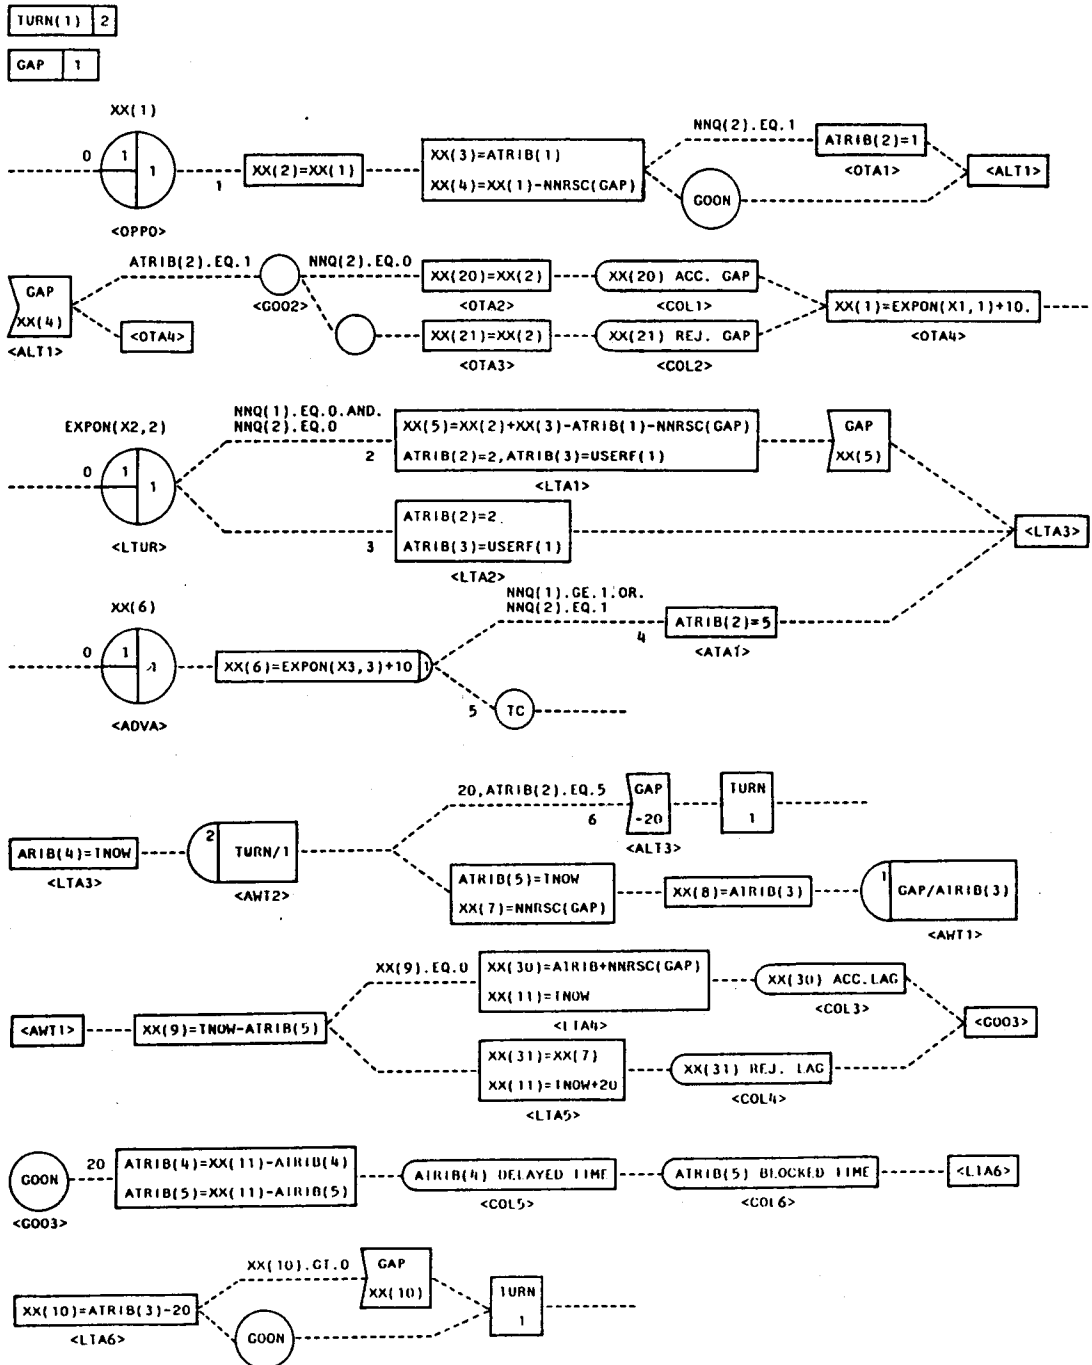 TURN(1) 2
GAP 1
XX(1)
0 1 1
1
XX(2)=XX(1)
XX(3)=ATRIB(1)
XX(4)=XX(1)-NNRSC(GAP)
NNQ(2).EQ.1
ATRIB(2)=1
<OTA1>
GOON
<ALT1>
<OPPO>
GAP
XX(4)
<ALT1>
ATRIB(2).EQ.1
<OTA4>
<GOO2>
NNQ(2).EQ.0
XX(20)=XX(2)
<OTA2>
XX(20) ACC. GAP
<COL1>
XX(21)=XX(2)
<OTA3>
XX(21) REJ. GAP
<COL2>
XX(1)=EXPON(X1,1)+10.
<OTA4>
EXPON(X2,2)
0 1 1
<LTUR>
NNQ(1).EQ.0.AND.
NNQ(2).EQ.0
2
XX(5)=XX(2)+XX(3)-ATRIB(1)-NNRSC(GAP)
ATRIB(2)=2,ATRIB(3)=USERF(1)
<LTA1>
GAP
XX(5)
3
ATRIB(2)=2
ATRIB(3)=USERF(1)
<LTA2>
<LTA3>
XX(6)
0 1 1
<ADVA>
XX(6)=EXPON(X3,3)+10 1
NNQ(1).GE.1.OR.
NNQ(2).EQ.1
4
ATRIB(2)=5
<ATA1>
5
TC
ARIB(4)=TNOW
<LTA3>
2 TURN/1
<AWT2>
20,ATRIB(2).EQ.5
6
GAP
-20
<ALT3>
TURN
1
ATRIB(5)=TNOW
XX(7)=NNRSC(GAP)
XX(8)=ATRIB(3)
1 GAP/ATRIB(3)
<AWT1>
<AWT1>
XX(9)=TNOW-ATRIB(5)
XX(9).EQ.0
XX(30)=ATRIB+NNRSC(GAP)
XX(11)=TNOW
<LTA4>
XX(30) ACC.LAG
<COL3>
XX(31)=XX(7)
XX(11)=TNOW+20
<LTA5>
XX(31) REJ. LAG
<COL4>
<GOO3>
GOON
<GOO3>
20
ATRIB(4)=XX(11)-ATRIB(4)
ATRIB(5)=XX(11)-ATRIB(5)
ATRIB(4) DELAYED TIME
<COL5>
ATRIB(5) BLOCKED TIME
<COL6>
<LTA6>
XX(10)=ATRIB(3)-20
<LTA6>
XX(10).GT.0
GAP
XX(10)
GOON
TURN
1